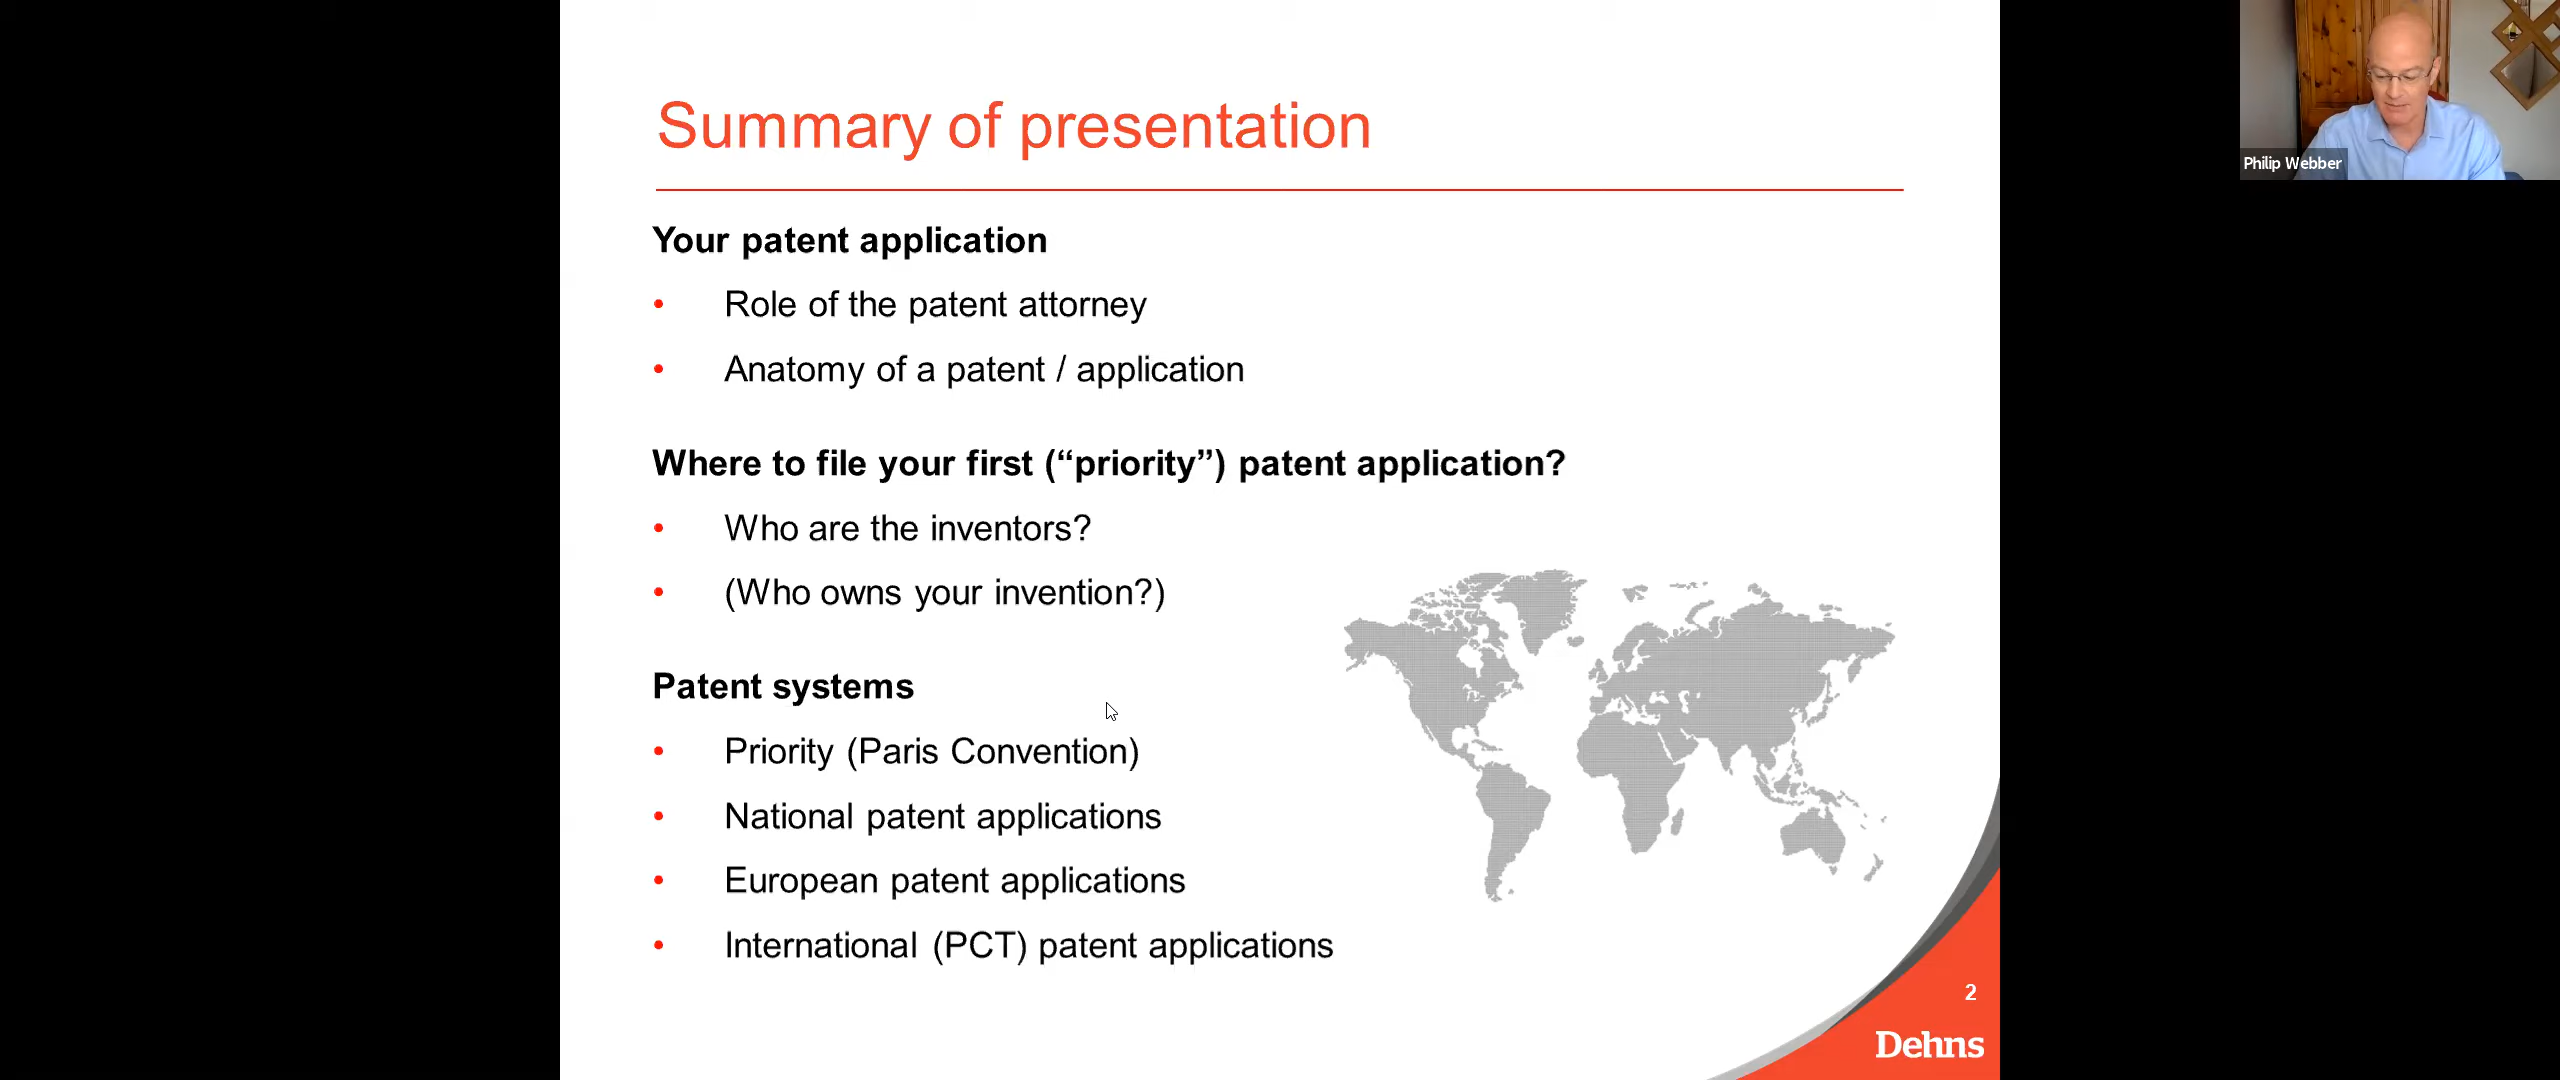 Summary of presentation
Philip Webber
Your patent application
• Role of the patent attorney
• Anatomy of a patent / application
Where to file your first (“priority”) patent application?
• Who are the inventors?
• (Who owns your invention?)
Patent systems
• Priority (Paris Convention)
• National patent applications
• European patent applications
• International (PCT) patent applications
2
Dehns